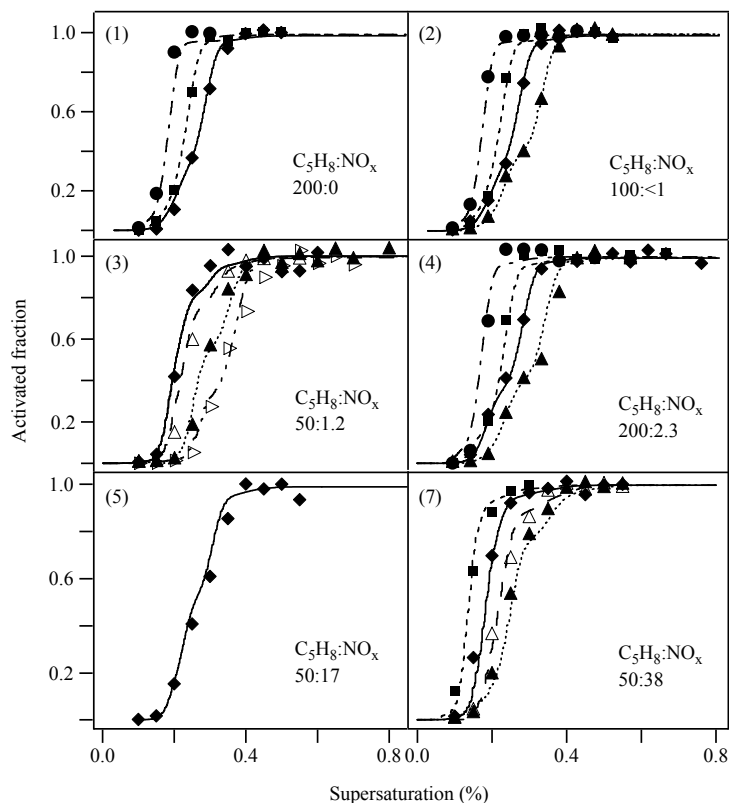 (1)
(2)
1.0
0.6
0.2
C₅H₈:NOₓ
200:0
C₅H₈:NOₓ
100:<1
(3)
(4)
1.0
0.6
0.2
C₅H₈:NOₓ
50:1.2
C₅H₈:NOₓ
200:2.3
Activated fraction
(5)
(7)
1.0
0.6
0.2
C₅H₈:NOₓ
50:17
C₅H₈:NOₓ
50:38
0.0 0.4 0.8 0.0 0.4 0.8
Supersaturation (%)